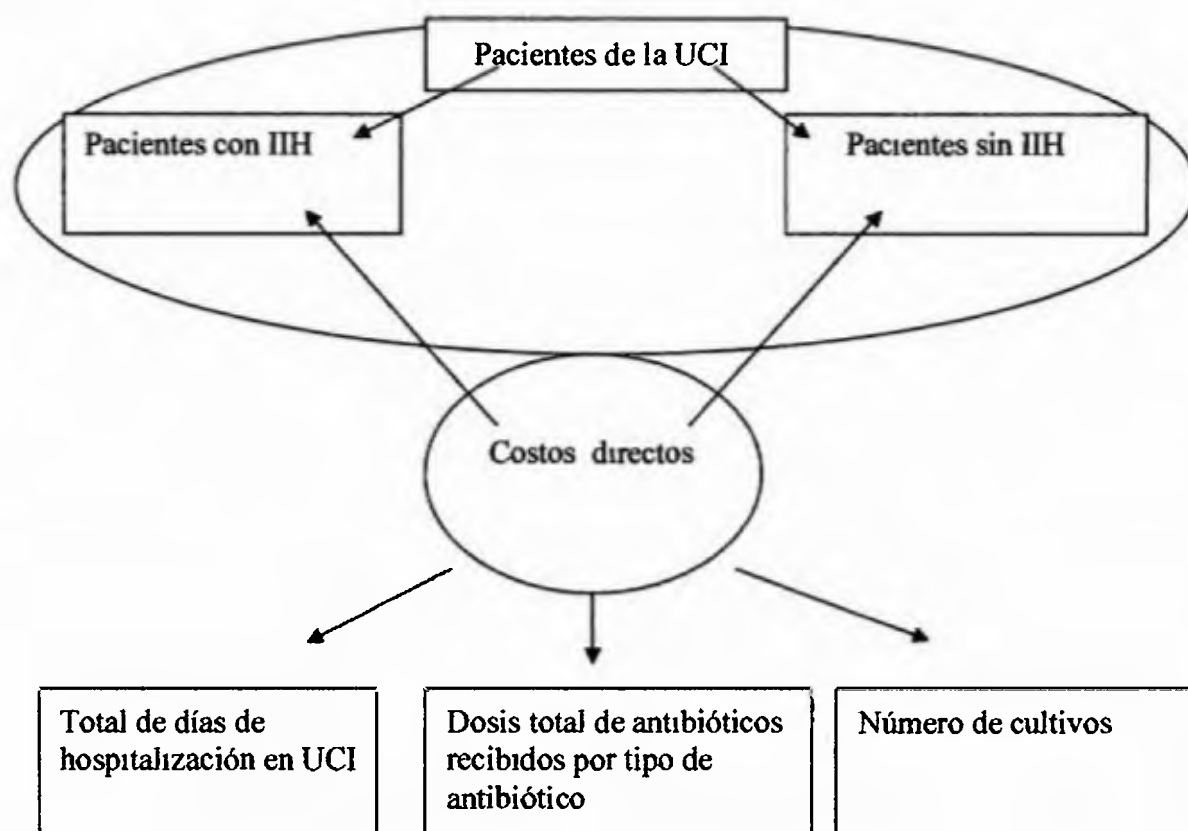 Pacientes de la UCI
Pacientes con IIH
Pacientes sin IIH
Costos directos
Total de días de
hospitalización en UCI
Dosis total de antibióticos
recibidos por tipo de
antibiótico
Número de cultivos